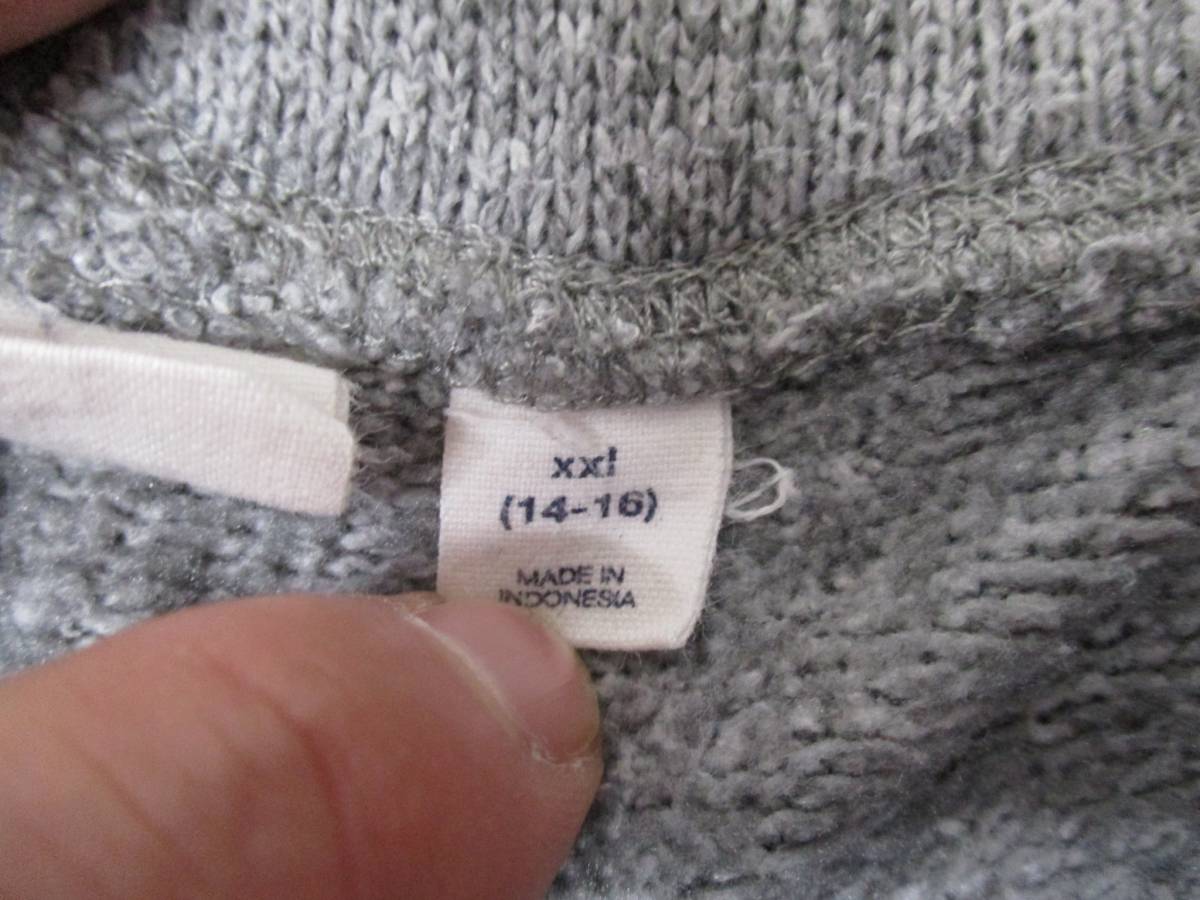 xxl
(14-16)
MADE IN
INDONESIA